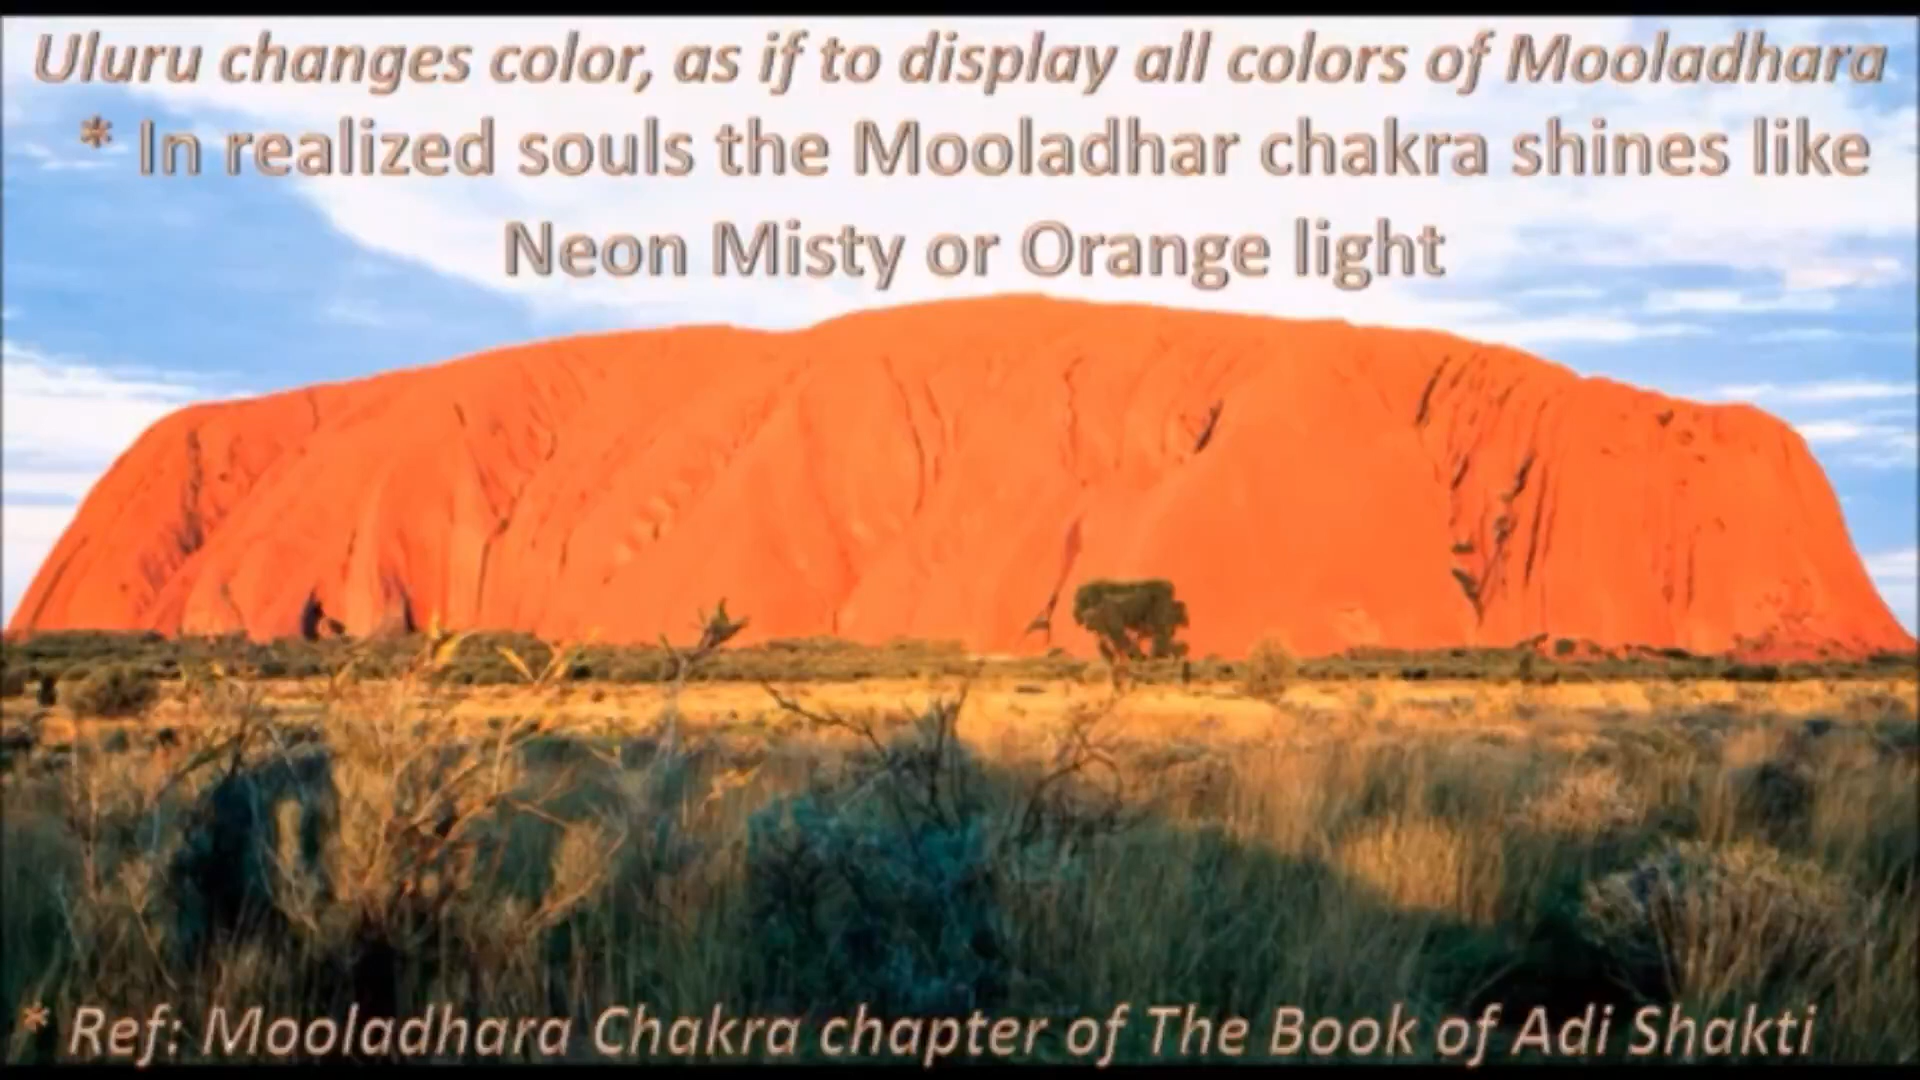 Uluru changes color, as if to display all colors of Mooladhara
* In realized souls the Mooladhar chakra shines like
Neon Misty or Orange light
* Ref: Mooladhara Chakra chapter of The Book of Adi Shakti